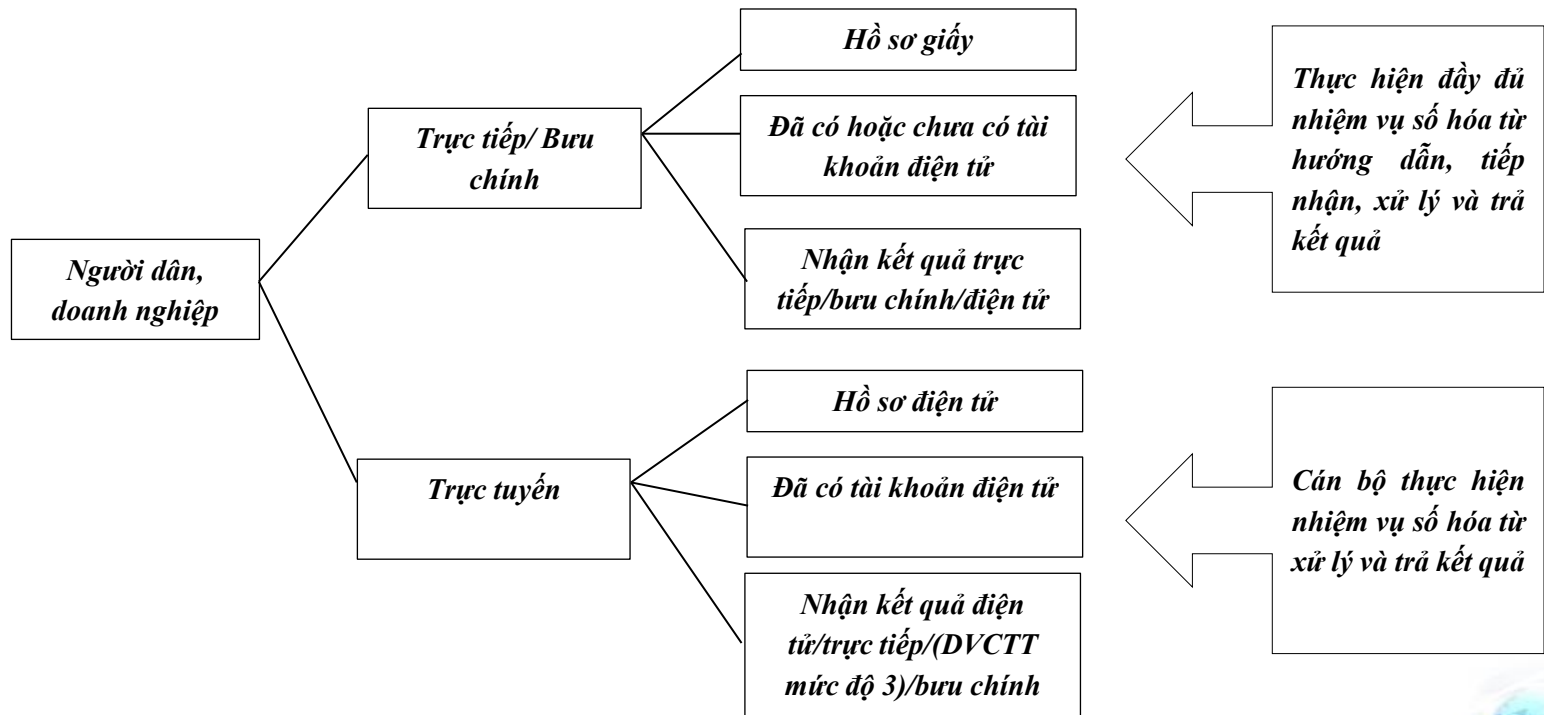 Hồ sơ giấy
Trực tiếp/ Bưu
chính
Đã có hoặc chưa có tài
khoản điện tử
Nhận kết quả trực
tiếp/bưu chính/điện tử
Thực hiện đầy đủ
nhiệm vụ số hóa từ
hướng dẫn, tiếp
nhận, xử lý và trả
kết quả
Người dân,
doanh nghiệp
Trực tuyến
Hồ sơ điện tử
Đã có tài khoản điện tử
Nhận kết quả điện
tử/trực tiếp/(DVCTT
mức độ 3)/bưu chính
Cán bộ thực hiện
nhiệm vụ số hóa từ
xử lý và trả kết quả